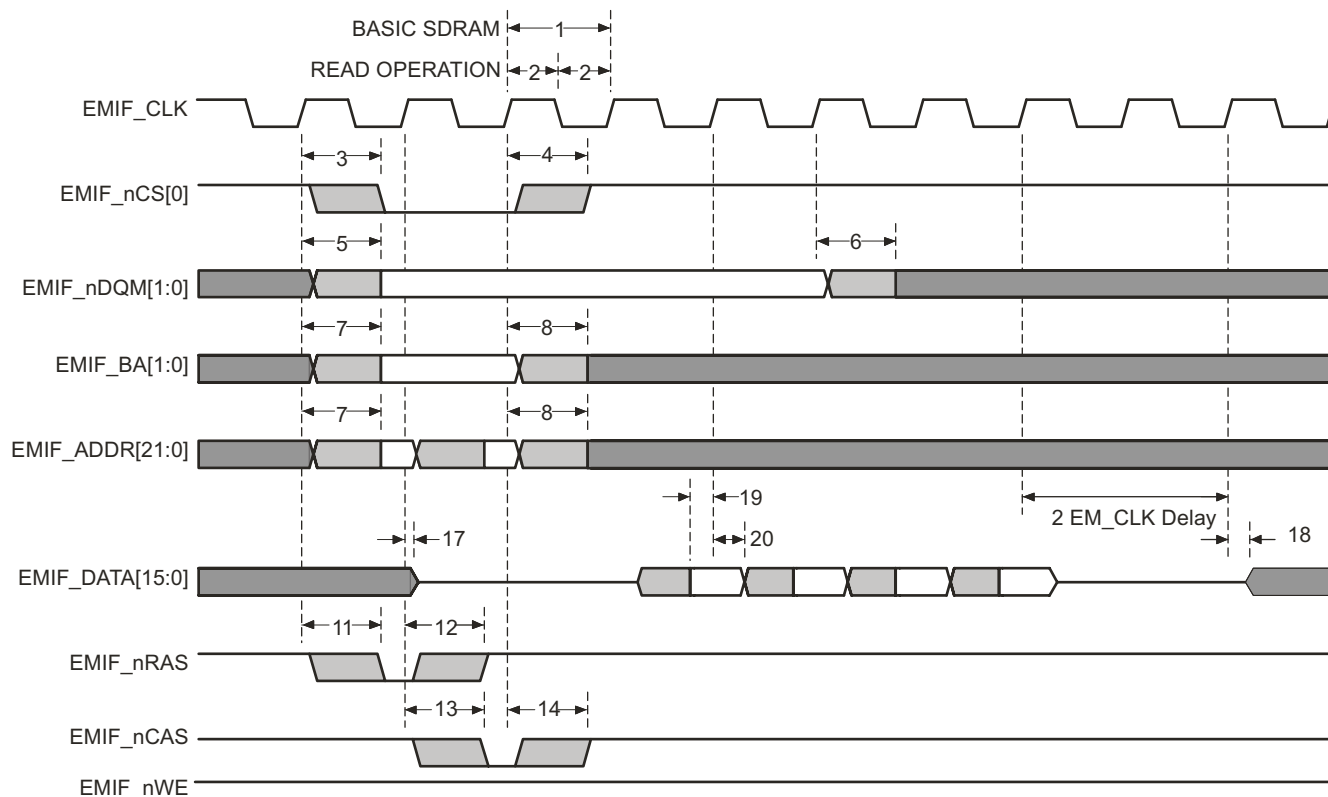 BASIC SDRAM
1
READ OPERATION
2 2
EMIF_CLK
3 4
EMIF_nCS[0]
5 6
EMIF_nDQM[1:0]
7 8
EMIF_BA[1:0]
7 8
EMIF_ADDR[21:0]
19
2 EM_CLK Delay
17 20 18
EMIF_DATA[15:0]
11 12
EMIF_nRAS
13 14
EMIF_nCAS
EMIF_nWE